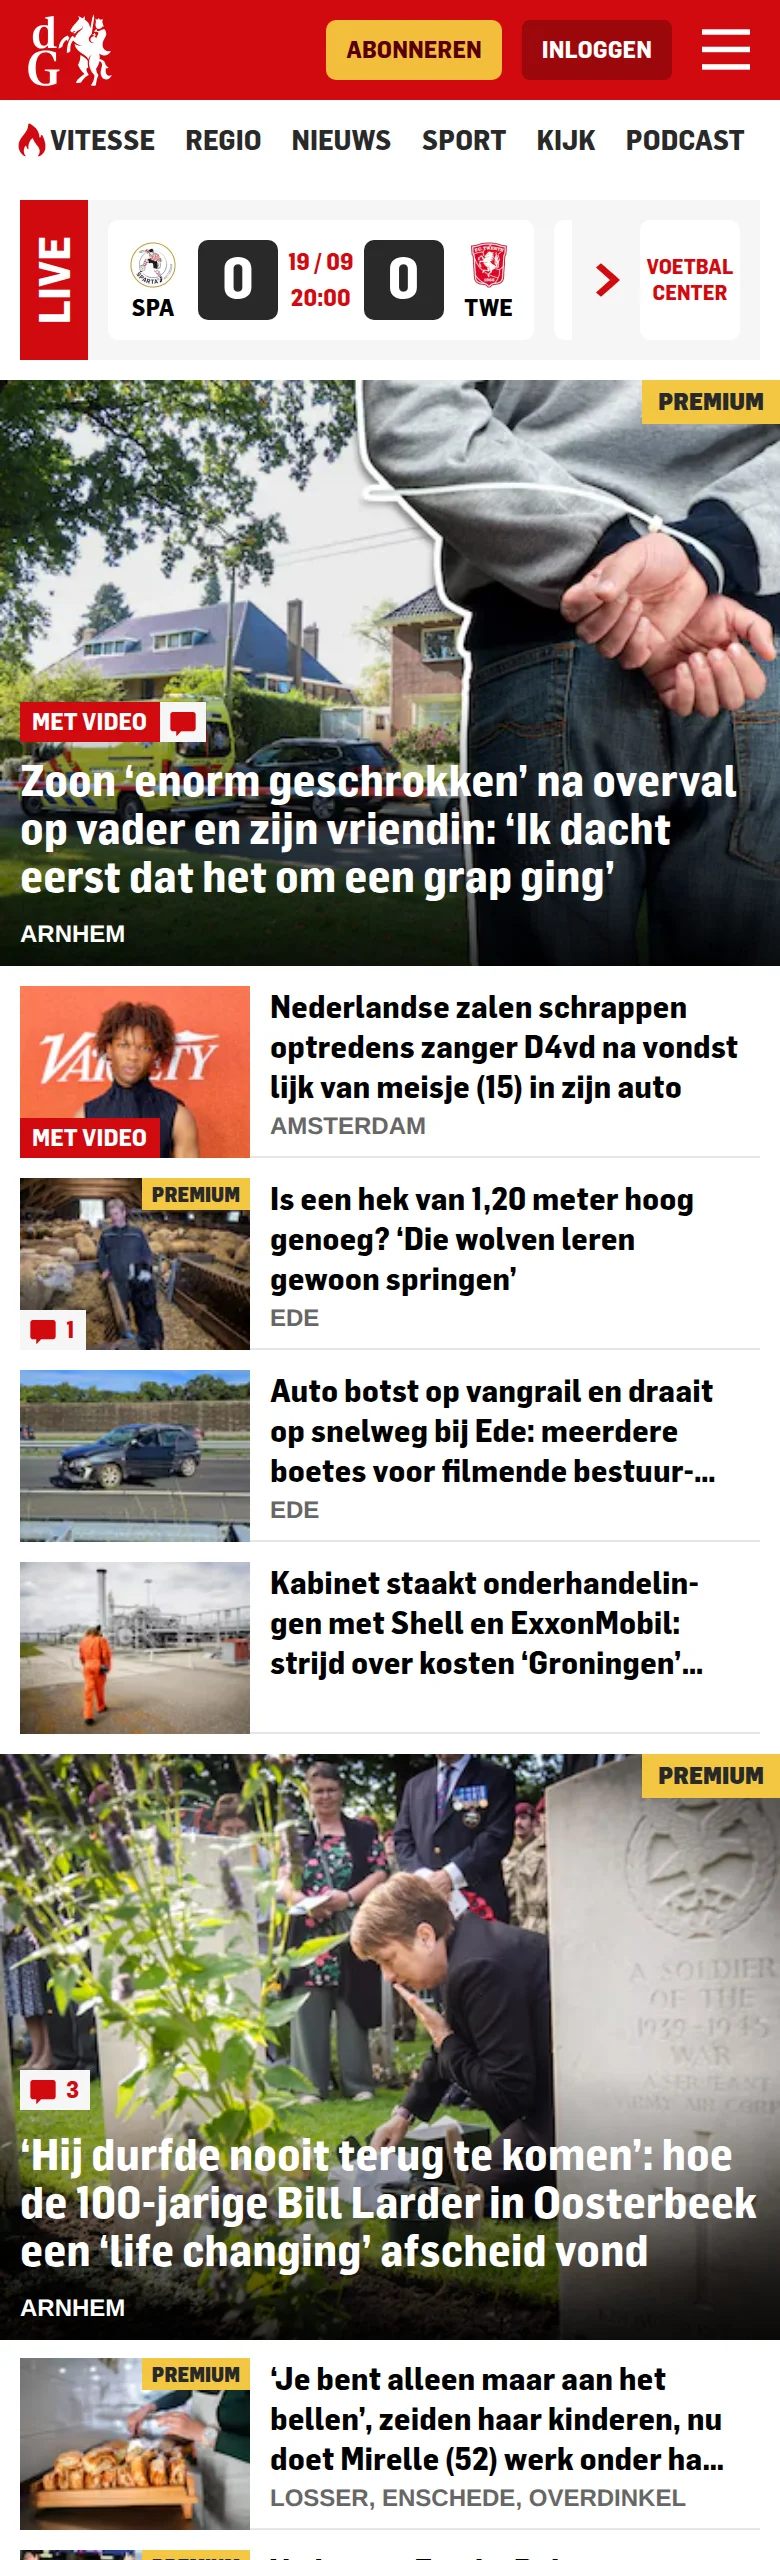 dG
ABONNEREN
INLOGGEN
VITESSE REGIO NIEUWS SPORT KIJK PODCAST
LIVE
SPA
0
19 / 09
20:00
0
TWE
VOETBAL
CENTER
PREMIUM
MET VIDEO
Zoon ‘enorm geschrokken’ na overval
op vader en zijn vriendin: ‘Ik dacht
eerst dat het om een grap ging’
ARNHEM
VARIETY
MET VIDEO
Nederlandse zalen schrappen
optredens zanger D4vd na vondst
lijk van meisje (15) in zijn auto
AMSTERDAM
PREMIUM
1
Is een hek van 1,20 meter hoog
genoeg? ‘Die wolven leren
gewoon springen’
EDE
Auto botst op vangrail en draait
op snelweg bij Ede: meerdere
boetes voor filmende bestuur-...
EDE
Kabinet staakt onderhandelin-
gen met Shell en ExxonMobil:
strijd over kosten ‘Groningen’...
PREMIUM
A SOLDIER
OF THE
1939-1945
WAR
3
‘Hij durfde nooit terug te komen’: hoe
de 100-jarige Bill Larder in Oosterbeek
een ‘life changing’ afscheid vond
ARNHEM
PREMIUM
‘Je bent alleen maar aan het
bellen’, zeiden haar kinderen, nu
doet Mirelle (52) werk onder ha...
LOSSER, ENSCHEDE, OVERDINKEL